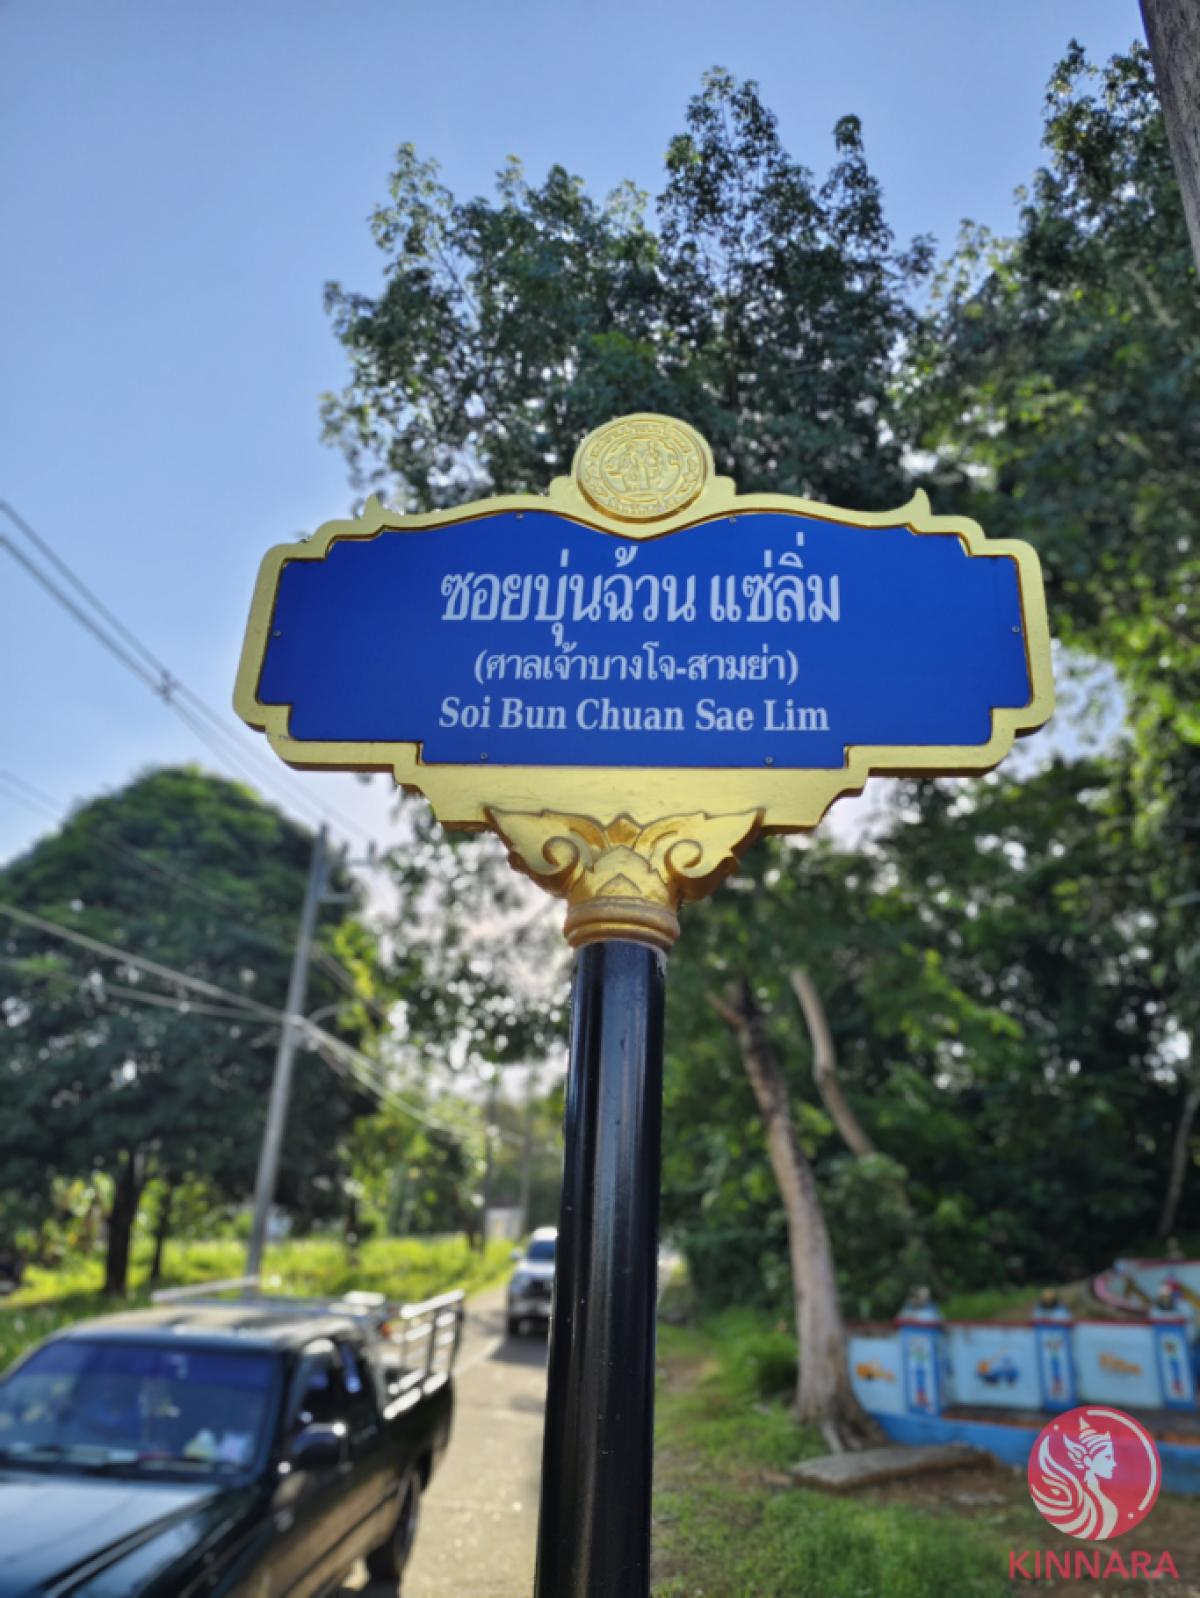 ซอยบุ่นฉ้วน แซ่ลิ่ม
(ศาลเจ้าบางโจ-สามย่า)
Soi Bun Chuan Sae Lim
KINNARA